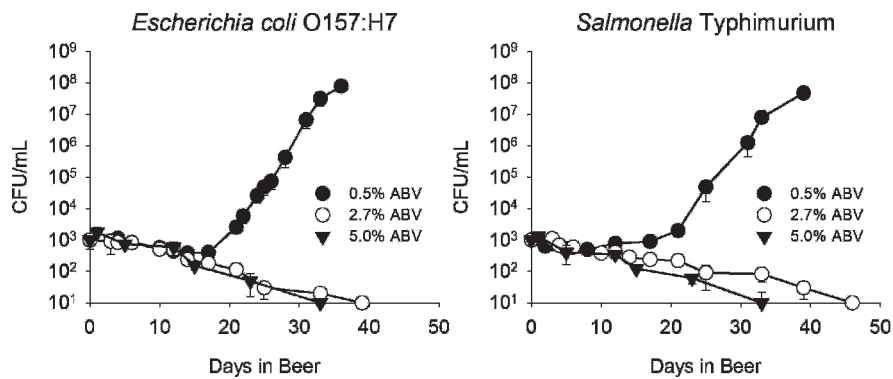 Escherichia coli O157:H7
10⁹
10⁸
10⁷
10⁶
10⁵
10⁴
10³
10²
10¹
CFU/mL
0.5% ABV
2.7% ABV
5.0% ABV
0 10 20 30 40 50
Days in Beer
Salmonella Typhimurium
10⁹
10⁸
10⁷
10⁶
10⁵
10⁴
10³
10²
10¹
CFU/mL
0.5% ABV
2.7% ABV
5.0% ABV
0 10 20 30 40 50
Days in Beer